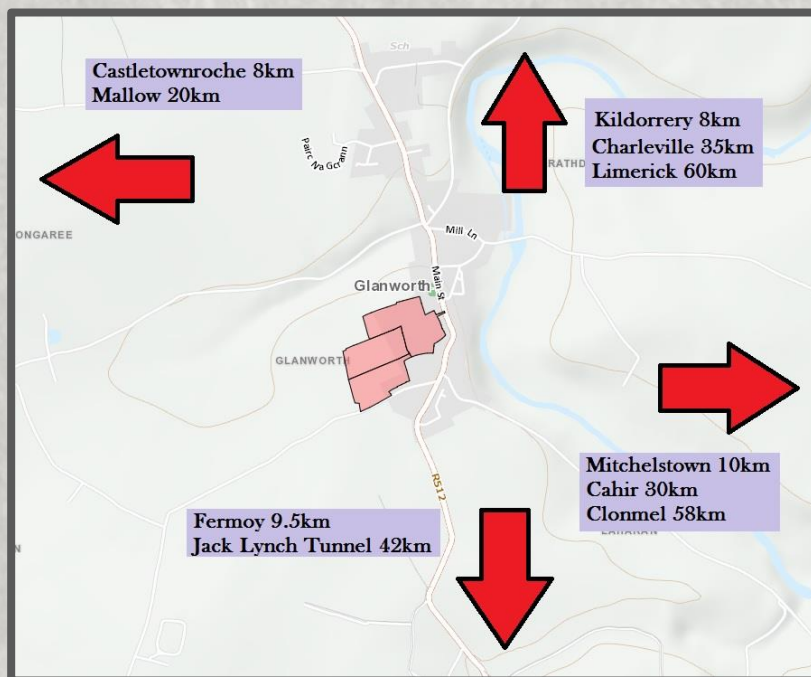 Sch
Castletownroche 8km
Mallow 20km
Kildorrery 8km
Charleville 35km
Limerick 60km
Pairc Na Gcrann
RATHD
ONGAREE
Mill Ln
Main St
Glanworth
GLANWORTH
Mitchelstown 10km
Cahir 30km
Clonmel 58km
R512
Fermoy 9.5km
Jack Lynch Tunnel 42km
N